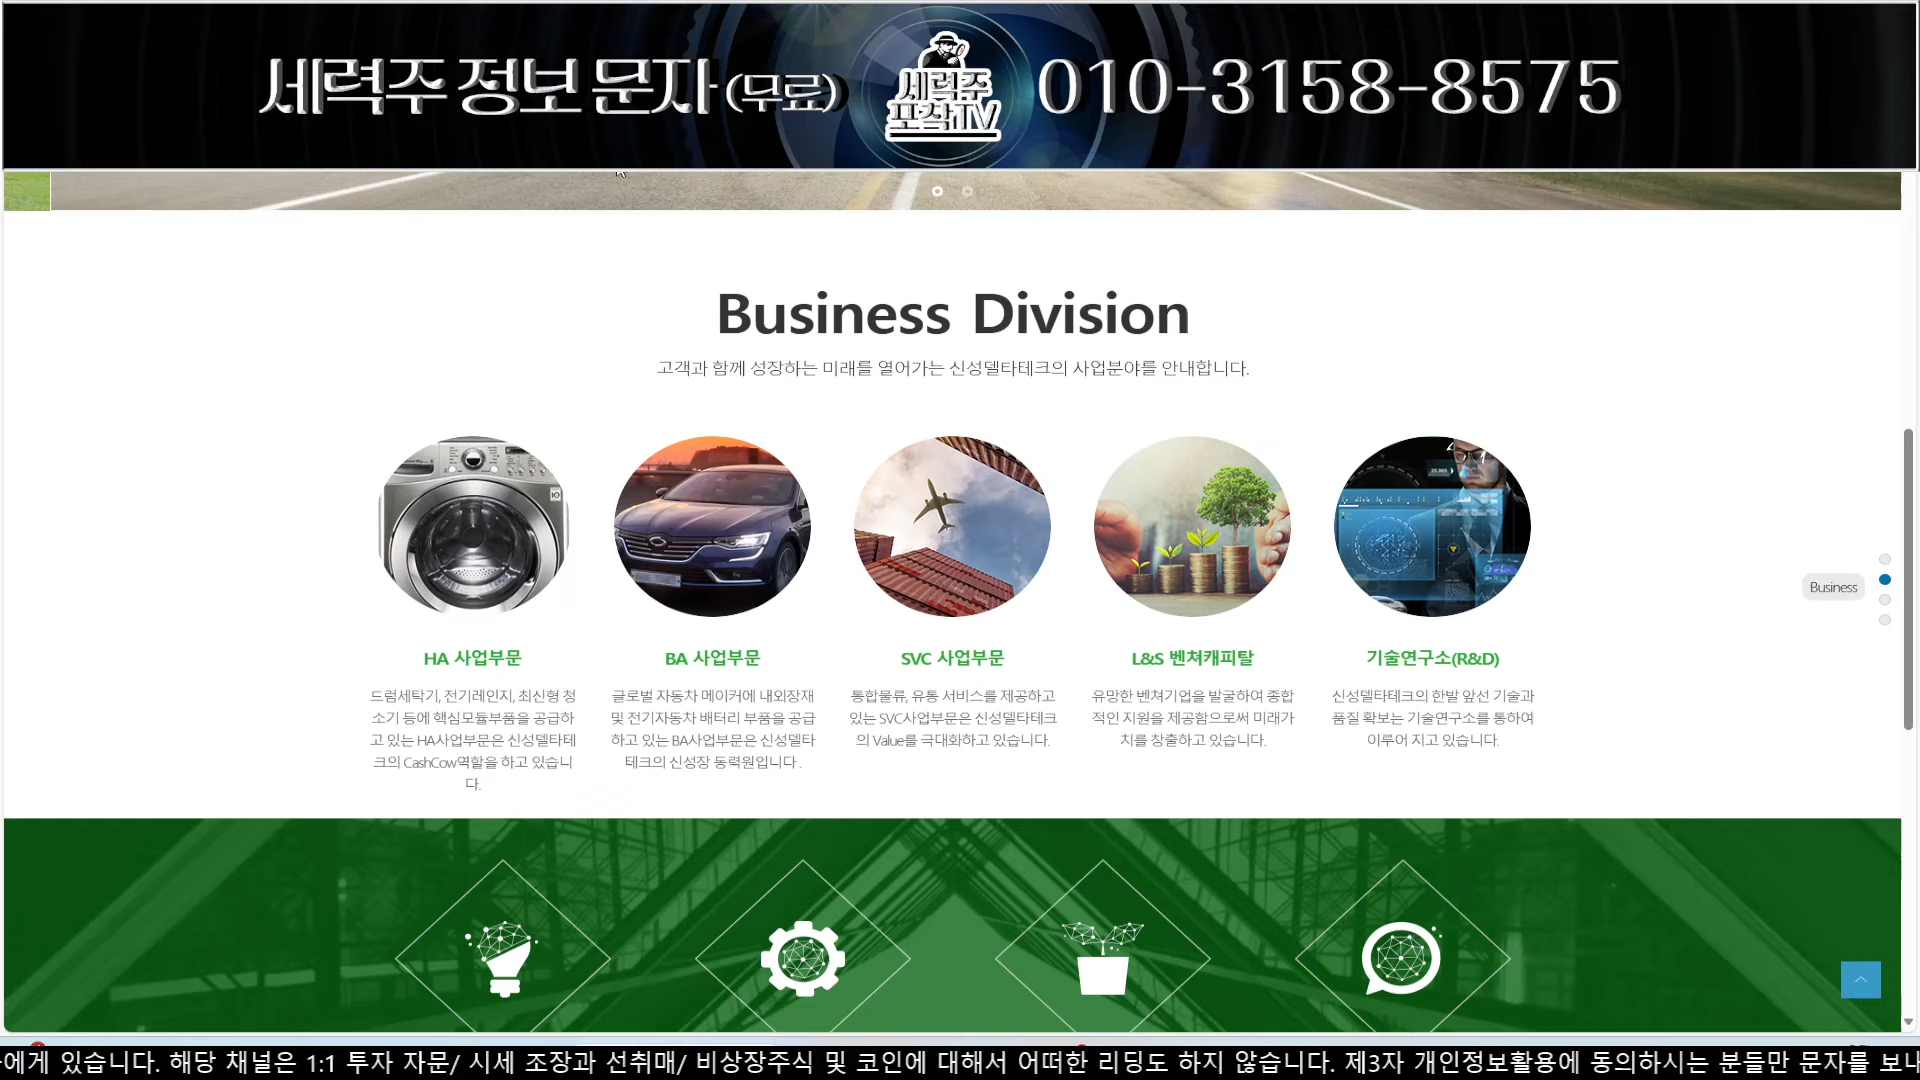 세력주 정보 문자 (무료)
세력주
포착TV
010-3158-8575
Business Division
고객과 함께 성장하는 미래를 열어가는 신성델타테크의 사업분야를 안내합니다.
HA 사업부문
드럼세탁기, 전기레인지, 최신형 청
소기 등에 핵심모듈부품을 공급하
고 있는 HA사업부문은 신성델타테
크의 CashCow역할을 하고 있습니
다.
BA 사업부문
글로벌 자동차 메이커에 내외장재
및 전기자동차 배터리 부품을 공급
하고 있는 BA사업부문은 신성델타
테크의 신성장 동력원입니다 .
SVC 사업부문
통합물류, 유통 서비스를 제공하고
있는 SVC사업부문은 신성델타테크
의 Value를 극대화하고 있습니다.
L&S 벤쳐캐피탈
유망한 벤쳐기업을 발굴하여 종합
적인 지원을 제공함으로써 미래가
치를 창출하고 있습니다.
기술연구소(R&D)
신성델타테크의 한발 앞선 기술과
품질 확보는 기술연구소를 통하여
이루어 지고 있습니다.
Business
에게 있습니다. 해당 채널은 1:1 투자 자문/ 시세 조장과 선취매/ 비상장주식 및 코인에 대해서 어떠한 리딩도 하지 않습니다. 제3자 개인정보활용에 동의하시는 분들만 문자를 보내